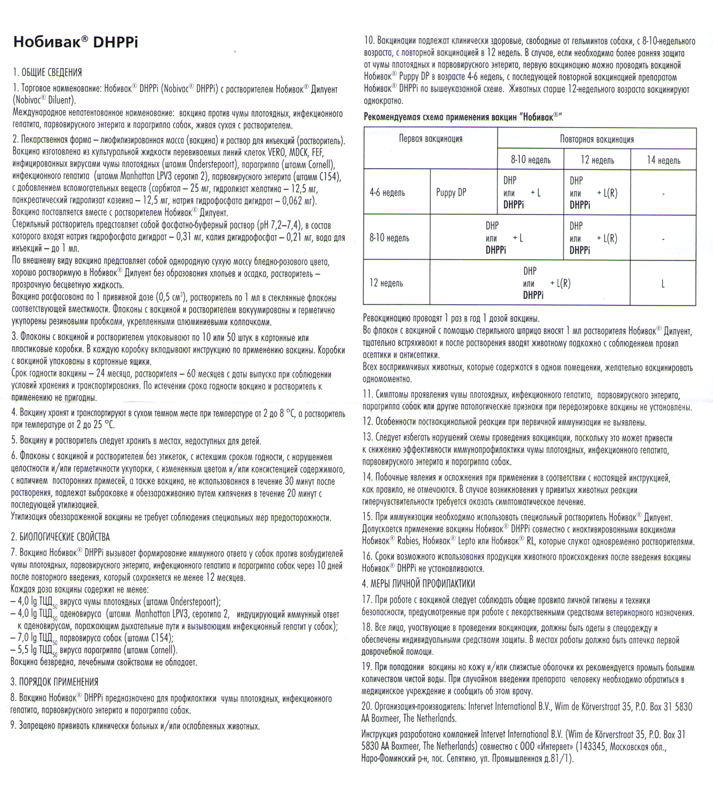 Нобивак® DHPPi
1. ОБЩИЕ СВЕДЕНИЯ
1. Торговое наименование: Нобивак® DHPPi (Nobivac® DHPPi) с растворителем Нобивак® Дилуент
(Nobivac® Diluent).
Международное непатентованное наименование: вакцина против чумы плотоядных, инфекционного
гепатита, парвовирусного энтерита и парагриппа собак, живая сухая с растворителем.
2. Лекарственная форма – лиофилизированная масса (вакцина) и раствор для инъекций (растворитель).
Вакцина изготовлена из культуральной жидкости перевиваемых линий клеток VERO, MDCK, FEF,
инфицированных вирусами чумы плотоядных (штамм Onderstepoort), парагриппа (штамм Cornell),
инфекционного гепатита (штамм Manhattan LPV3 серотип 2), парвовирусного энтерита (штамм C154),
с добавлением вспомогательных веществ (сорбитол – 25 мг, гидролизат желатина – 12,5 мг,
панкреатический гидролизат казеина – 12,5 мг, натрия гидрофосфата дигидрат – 0,062 мг).
Вакцина поставляется вместе с растворителем Нобивак® Дилуент.
Стерильный растворитель представляет собой фосфатно-буферный раствор (pH 7,2–7,4), в состав
которого входят натрия гидрофосфата дигидрат – 0,31 мг, калия дигидрофосфат – 0,21 мг, вода для
инъекций – до 1 мл.
По внешнему виду вакцина представляет собой однородную сухую массу бледно-розового цвета,
хорошо растворимую в Нобивак® Дилуент без образования хлопьев и осадка, растворитель –
прозрачную бесцветную жидкость.
Вакцина расфасована по 1 прививной дозе (0,5 см³), растворитель по 1 мл в стеклянные флаконы
соответствующей вместимости. Флаконы с вакциной и растворителем вакуумированы и герметично
укупорены резиновыми пробками, укрепленными алюминиевыми колпачками.
3. Флаконы с вакциной и растворителем упаковывают по 10 или 50 штук в картонные или
пластиковые коробки. В каждую коробку вкладывают инструкцию по применению вакцины. Коробки
с вакциной упакованы в картонные ящики.
Срок годности вакцины – 24 месяца, растворителя – 60 месяцев с даты выпуска при соблюдении
условий хранения и транспортирования. По истечении срока годности вакцина и растворитель к
применению не пригодны.
4. Вакцину хранят и транспортируют в сухом темном месте при температуре от 2 до 8 °C, а растворитель
при температуре от 2 до 25 °C.
5. Вакцину и растворитель следует хранить в местах, недоступных для детей.
6. Флаконы с вакциной и растворителем без этикеток, с истекшим сроком годности, с нарушением
целостности и/или герметичности укупорки, с измененным цветом и/или консистенцией содержимого,
с наличием посторонних примесей, а также вакцина, не использованная в течение 30 минут после
растворения, подлежат выбраковке и обеззараживанию путем кипячения в течение 20 минут с
последующей утилизацией.
Утилизация обеззараженной вакцины не требует соблюдения специальных мер предосторожности.
2. БИОЛОГИЧЕСКИЕ СВОЙСТВА
7. Вакцина Нобивак® DHPPi вызывает формирование иммунного ответа у собак против возбудителей
чумы плотоядных, парвовирусного энтерита, инфекционного гепатита и парагриппа собак через 10 дней
после повторного введения, который сохраняется не менее 12 месяцев.
Каждая доза вакцины содержит не менее:
– 4,0 lg ТЦД50 вируса чумы плотоядных (штамм Onderstepoort);
– 4,0 lg ТЦД50 аденовируса (штамм Manhattan LPV3, серотипа 2, индуцирующий иммунный ответ
к аденовирусам, поражающим дыхательные пути и вызывающим инфекционный гепатит у собак);
– 7,0 lg ТЦД50 парвовируса собак (штамм C154);
– 5,5 lg ТЦД50 вируса парагриппа (штамм Cornell).
Вакцина безвредна, лечебными свойствами не обладает.
3. ПОРЯДОК ПРИМЕНЕНИЯ
8. Вакцина Нобивак® DHPPi предназначена для профилактики чумы плотоядных, инфекционного
гепатита, парвовирусного энтерита и парагриппа собак.
9. Запрещено прививать клинически больных и/или ослабленных животных.
10. Вакцинации подлежат клинически здоровые, свободные от гельминтов собаки, с 8-10-недельного
возраста, с повторной вакцинацией в 12 недель. В случае, если необходима более ранняя защита
от чумы плотоядных и парвовирусного энтерита, первую вакцинацию можно проводить вакциной
Нобивак® Puppy DP в возрасте 4-6 недель, с последующей повторной вакцинацией препаратом
Нобивак® DHPPi по вышеуказанной схеме. Животных старше 12-недельного возраста вакцинируют
однократно.
Рекомендуемая схема применения вакцин "Нобивак®"
Первая вакцинация Повторная вакцинация
8-10 недель 12 недель 14 недель
4-6 недель Puppy DP DHP или DHPPi + L DHP или DHPPi + L(R) -
8-10 недель DHP или DHPPi + L DHP или DHPPi + L(R) -
12 недель DHP или DHPPi + L(R) L
Ревакцинацию проводят 1 раз в год 1 дозой вакцины.
Во флакон с вакциной с помощью стерильного шприца вносят 1 мл растворителя Нобивак® Дилуент,
тщательно встряхивают и после растворения вводят животному подкожно с соблюдением правил
асептики и антисептики.
Всех восприимчивых животных, которые содержатся в одном помещении, желательно вакцинировать
одномоментно.
11. Симптомы проявления чумы плотоядных, инфекционного гепатита, парвовирусного энтерита,
парагриппа собак или другие патологические признаки при передозировке вакцины не установлены.
12. Особенности поствакцинальной реакции при первичной иммунизации не выявлены.
13. Следует избегать нарушений схемы проведения вакцинации, поскольку это может привести
к снижению эффективности иммунопрофилактики чумы плотоядных, инфекционного гепатита,
парвовирусного энтерита и парагриппа собак.
14. Побочные явления и осложнения при применении в соответствии с настоящей инструкцией,
как правило, не отмечаются. В случае возникновения у привитых животных реакции
гиперчувствительности требуется оказать симптоматическое лечение.
15. При иммунизации необходимо использовать специальный растворитель Нобивак® Дилуент.
Допускается применение вакцины Нобивак® DHPPi совместно с инактивированными вакцинами
Нобивак® Rabies, Нобивак® Lepto или Нобивак® RL, которые служат одновременно растворителями.
16. Сроки возможного использования продукции животного происхождения после введения вакцины
Нобивак® DHPPi не устанавливаются.
4. МЕРЫ ЛИЧНОЙ ПРОФИЛАКТИКИ
17. При работе с вакциной следует соблюдать общие правила личной гигиены и техники
безопасности, предусмотренные при работе с лекарственными средствами ветеринарного назначения.
18. Все лица, участвующие в проведении вакцинации, должны быть одеты в спецодежду и
обеспечены индивидуальными средствами защиты. В местах работы должна быть аптечка первой
доврачебной помощи.
19. При попадании вакцины на кожу и/или слизистые оболочки их рекомендуется промыть большим
количеством чистой воды. При случайном введении препарата человеку необходимо обратиться в
медицинское учреждение и сообщить об этом врачу.
20. Организация-производитель: Intervet International B.V., Wim de Körverstraat 35, P.O. Box 31 5830
AA Boxmeer, The Netherlands.
Инструкция разработана компанией Intervet International B.V. (Wim de Körverstraat 35, P.O. Box 31
5830 AA Boxmeer, The Netherlands) совместно с ООО «Интервет» (143345, Московская обл.,
Наро-Фоминский р-н, пос. Селятино, ул. Промышленная д.81/1).